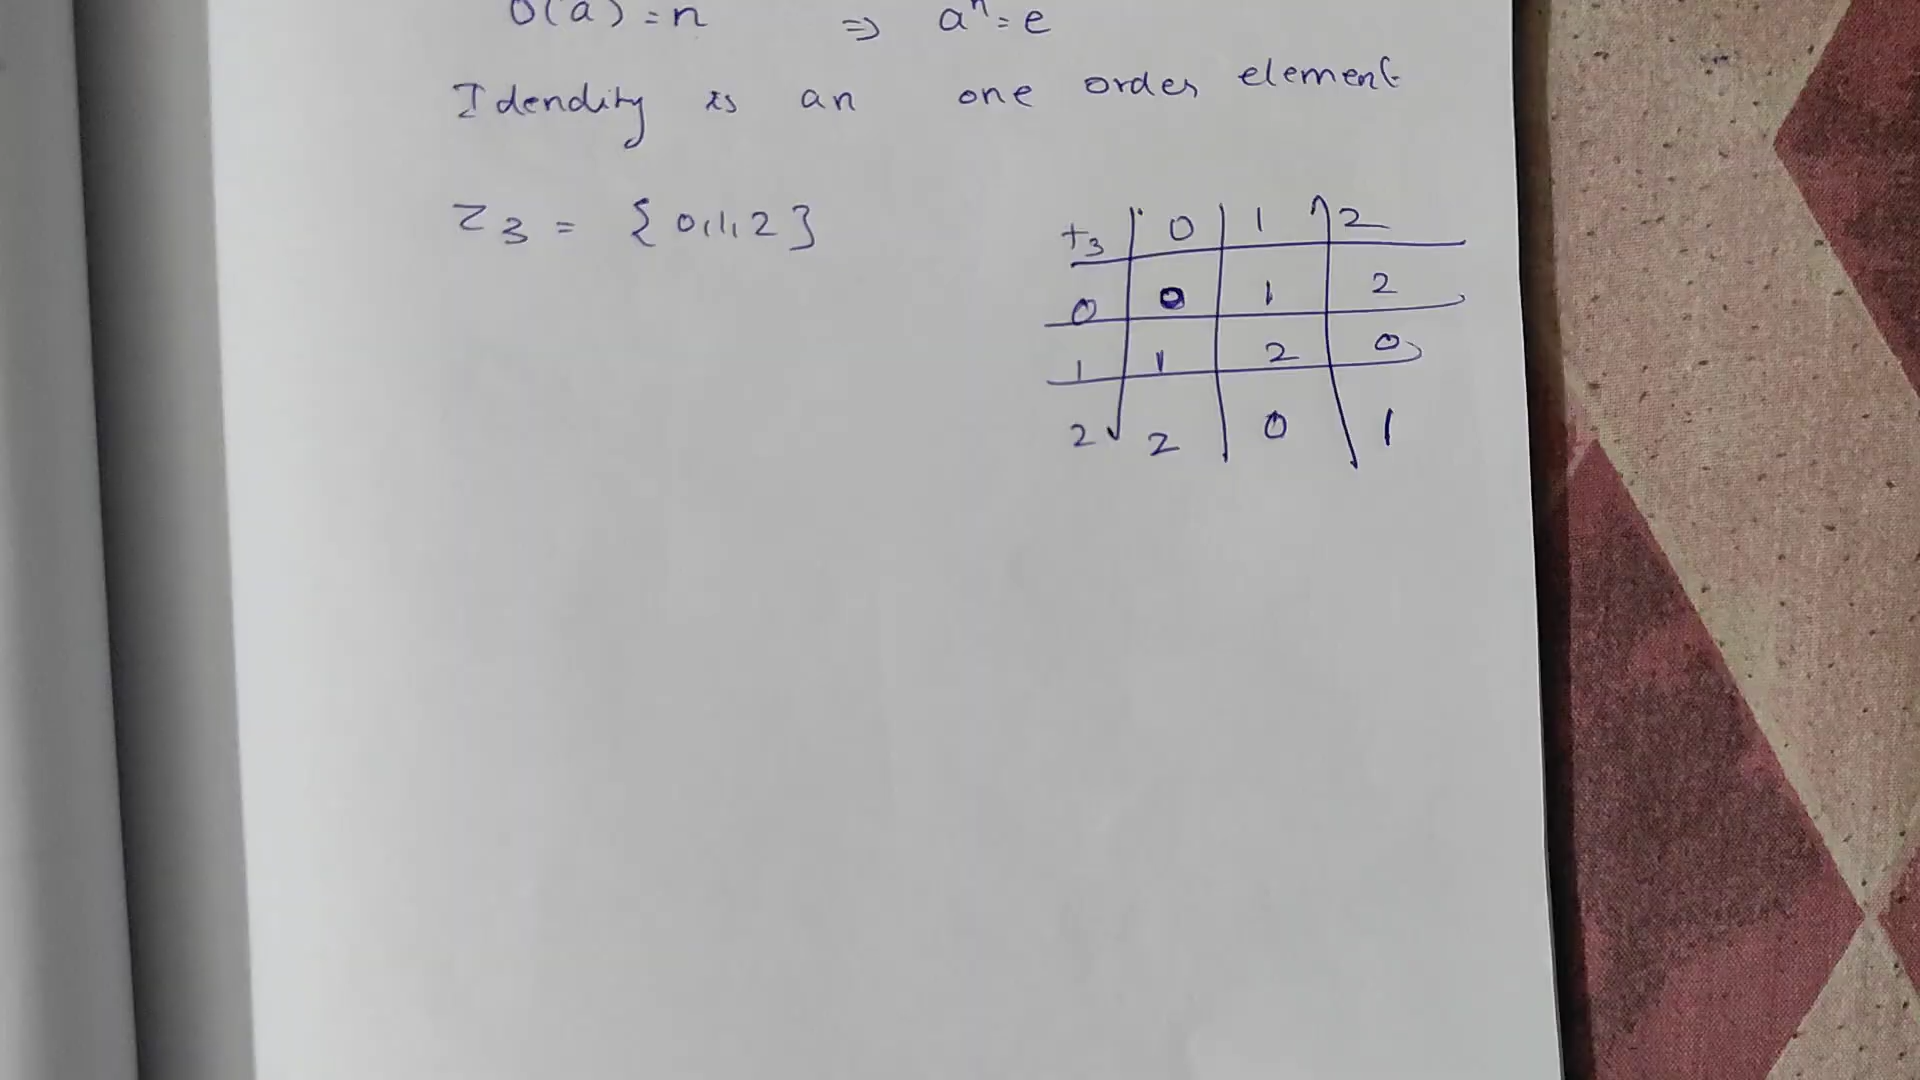 O(a) = n ⇒ aⁿ = e
Idendity is an one order element
Z₃ = {0,1,2}
+₃ 0 1 2
0 0 1 2
1 1 2 0
2 2 0 1